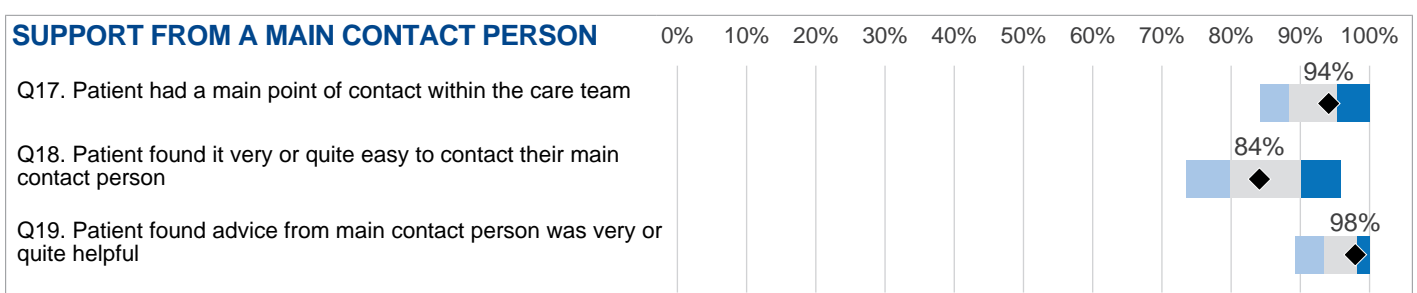 SUPPORT FROM A MAIN CONTACT PERSON 0% 10% 20% 30% 40% 50% 60% 70% 80% 90% 100%
94%
Q17. Patient had a main point of contact within the care team
84%
Q18. Patient found it very or quite easy to contact their main
contact person
98%
Q19. Patient found advice from main contact person was very or
quite helpful